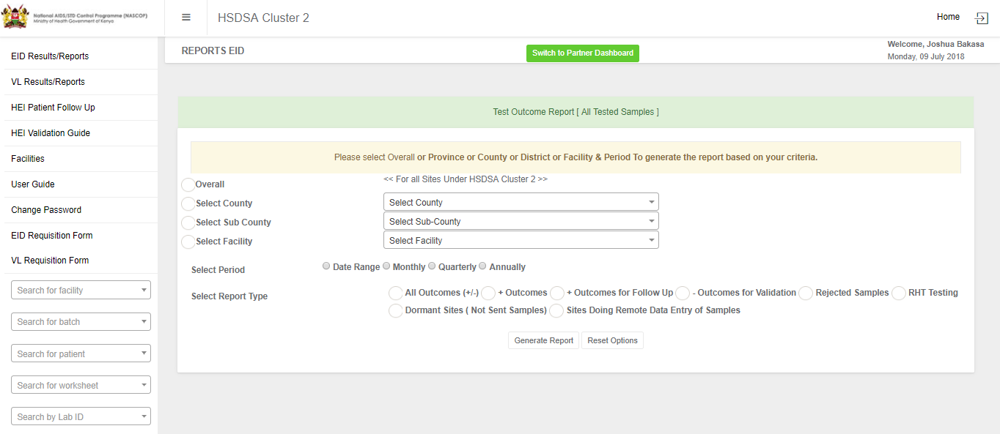 National AIDS/STD Control Programme (NASCOP)
Ministry of Health/Government of Kenya
HSDSA Cluster 2
Home
EID Results/Reports
VL Results/Reports
HEI Patient Follow Up
HEI Validation Guide
Facilities
User Guide
Change Password
EID Requisition Form
VL Requisition Form
Search for facility
Search for batch
Search for patient
Search for worksheet
Search by Lab ID
REPORTS EID
Switch to Partner Dashboard
Welcome, Joshua Bakasa
Monday, 09 July 2018
Test Outcome Report [ All Tested Samples ]
Please select Overall or Province or County or District or Facility & Period To generate the report based on your criteria.
Overall << For all Sites Under HSDSA Cluster 2 >>
Select County Select County
Select Sub County Select Sub-County
Select Facility Select Facility
Select Period Date Range Monthly Quarterly Annually
Select Report Type All Outcomes (+/-) + Outcomes + Outcomes for Follow Up - Outcomes for Validation Rejected Samples RHT Testing
Dormant Sites ( Not Sent Samples) Sites Doing Remote Data Entry of Samples
Generate Report Reset Options